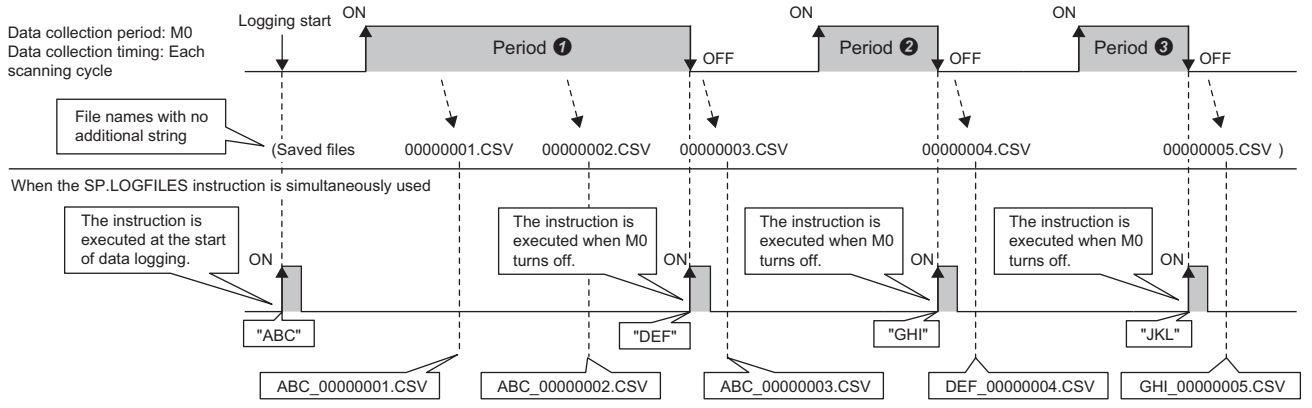 Data collection period: M0
Data collection timing: Each
scanning cycle
Logging start
ON
Period ❶
OFF
ON
Period ❷
OFF
ON
Period ❸
OFF
File names with no
additional string
(Saved files 00000001.CSV 00000002.CSV 00000003.CSV 00000004.CSV 00000005.CSV )
When the SP.LOGFILES instruction is simultaneously used
The instruction is
executed at the start
of data logging.
ON
"ABC"
The instruction is
executed when M0
turns off.
ON
"DEF"
The instruction is
executed when M0
turns off.
ON
"GHI"
The instruction is
executed when M0
turns off.
ON
"JKL"
ABC_00000001.CSV
ABC_00000002.CSV
ABC_00000003.CSV
DEF_00000004.CSV
GHI_00000005.CSV